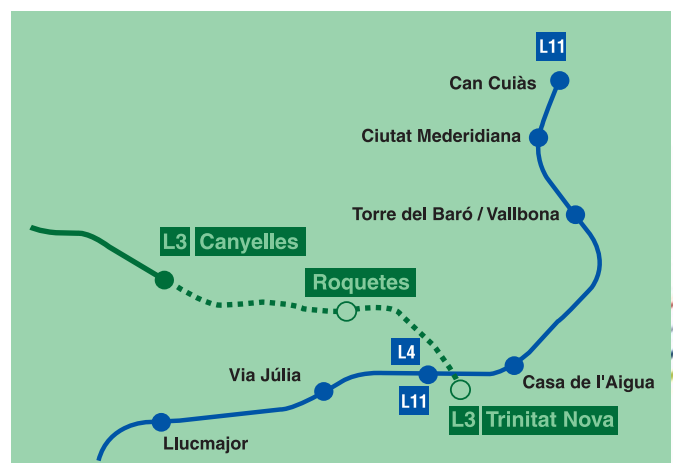 L11
Can Cuiàs
Ciutat Mederidiana
Torre del Baró / Vallbona
L3 Canyelles
Roquetes
L4
Via Júlia
Casa de l'Aigua
L11
L3 Trinitat Nova
Llucmajor